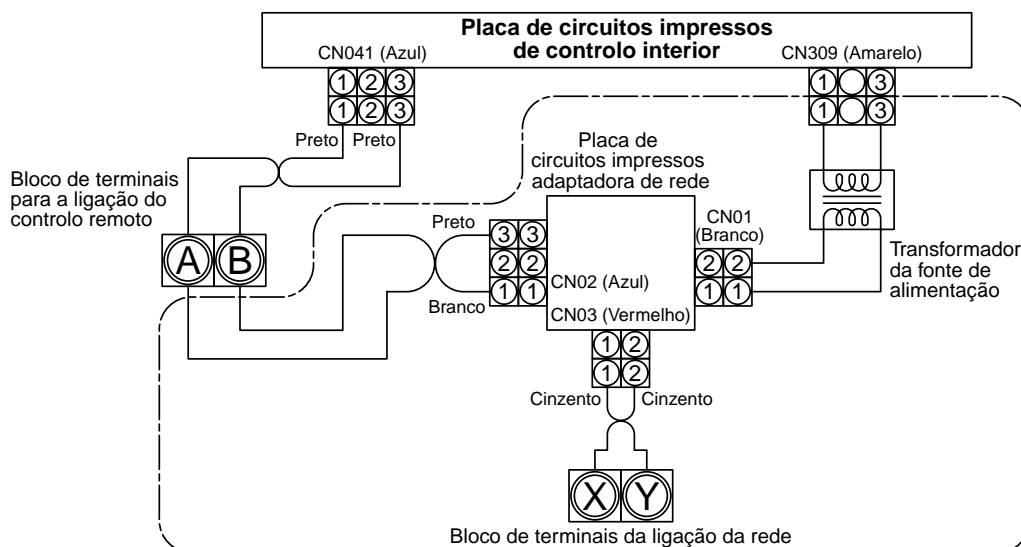 Placa de circuitos impressos
de controlo interior
CN041 (Azul)
CN309 (Amarelo)
1 2 3
1 2 3
1 3
1 3
Preto Preto
Bloco de terminais
para a ligação do
controlo remoto
A B
Placa de
circuitos impressos
adaptadora de rede
Preto
Branco
3 3
2 2
1 1
CN02 (Azul)
CN03 (Vermelho)
CN01
(Branco)
2 2
1 1
Transformador
da fonte de
alimentação
1 2
1 2
Cinzento Cinzento
X Y
Bloco de terminais da ligação da rede